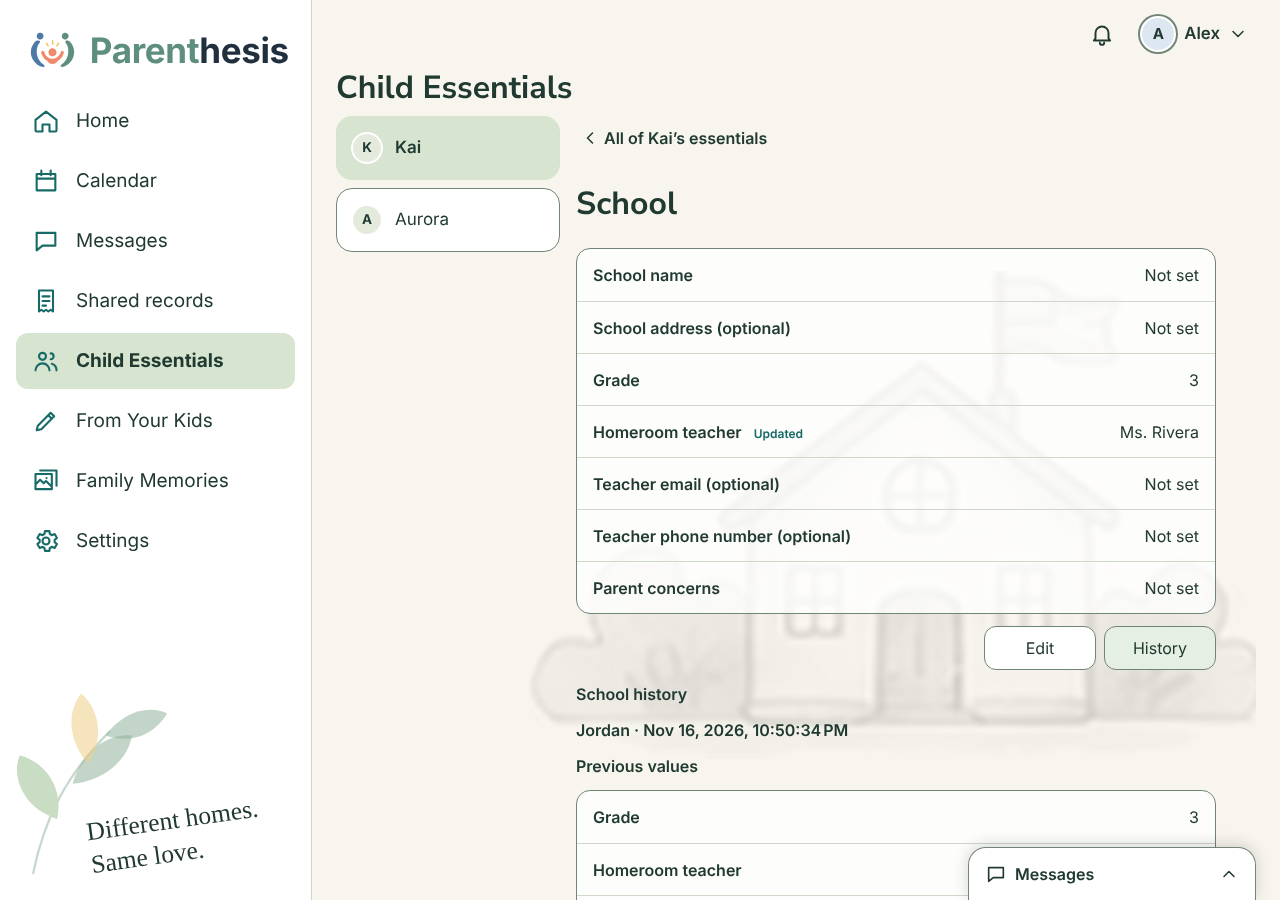 Parenthesis
Home
Calendar
Messages
Shared records
Child Essentials
From Your Kids
Family Memories
Settings
Different homes.
Same love.
A Alex
Child Essentials
K Kai
A Aurora
All of Kai’s essentials
School
School name Not set
School address (optional) Not set
Grade 3
Homeroom teacher Updated Ms. Rivera
Teacher email (optional) Not set
Teacher phone number (optional) Not set
Parent concerns Not set
Edit History
School history
Jordan · Nov 16, 2026, 10:50:34 PM
Previous values
Grade 3
Homeroom teacher
Messages